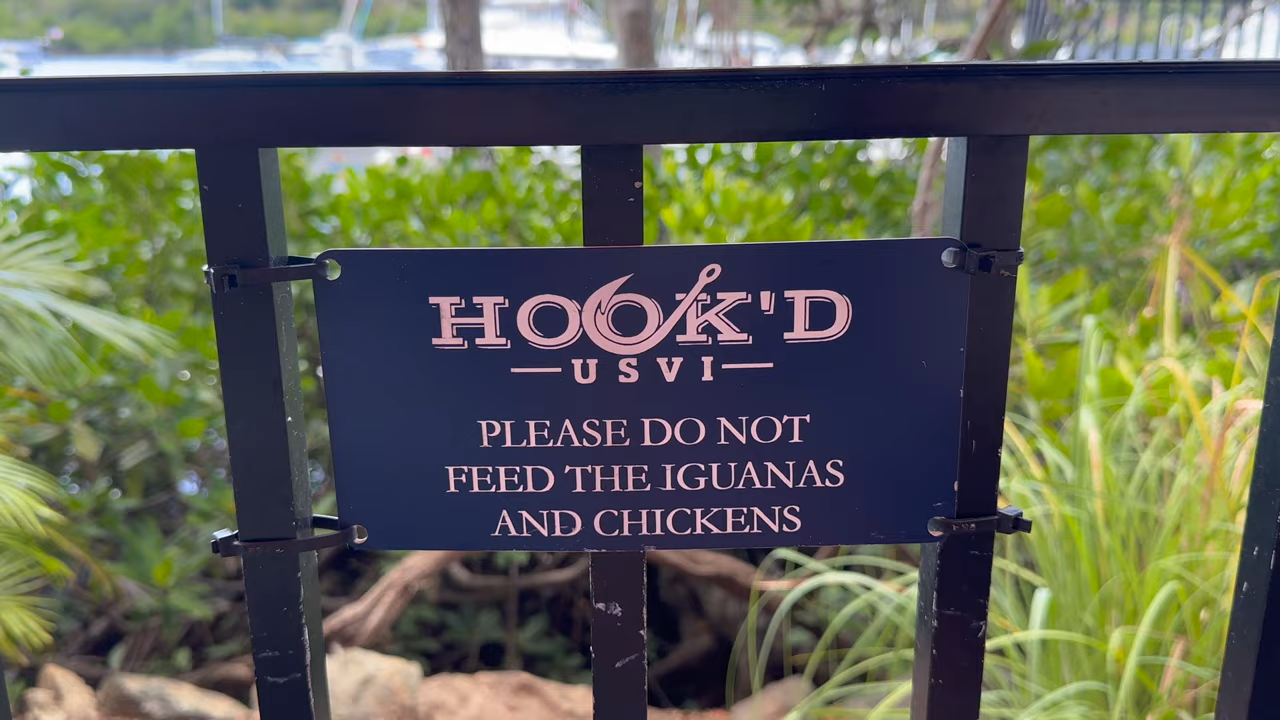 HOOK'D
USVI
PLEASE DO NOT
FEED THE IGUANAS
AND CHICKENS